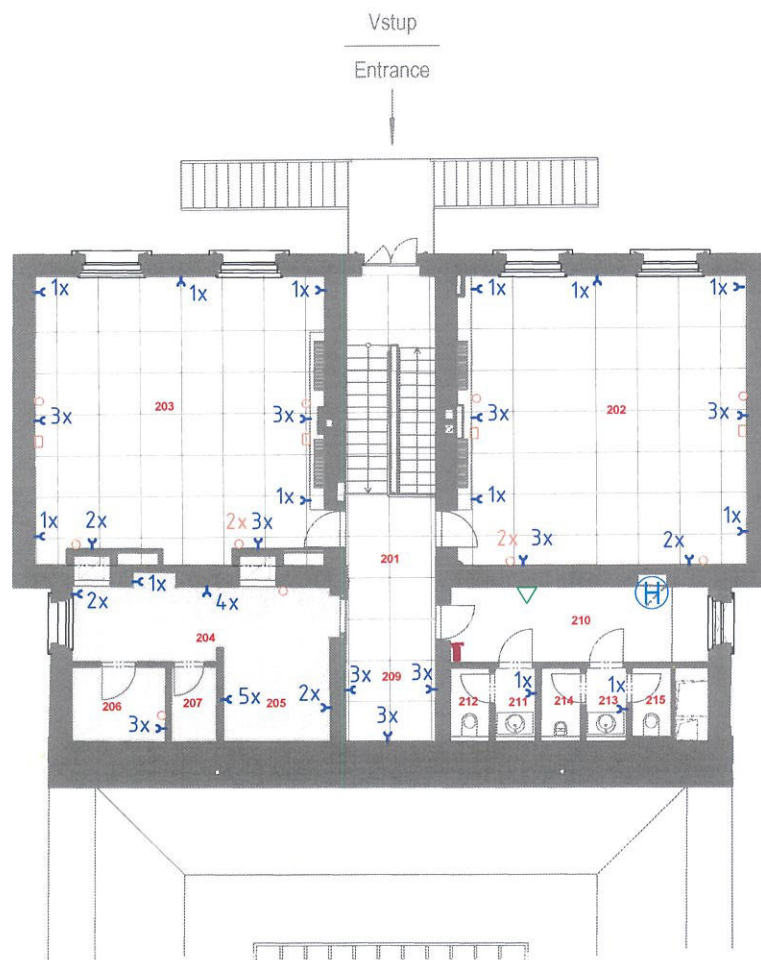 Vstup
Entrance
1x 1x 1x 1x 1x 1x
3x 203 3x 3x 202 3x
1x 1x
1x 2x 2x 3x 2x 3x 2x 1x
201
2x 1x 4x H
204 210
206 207 5x 205 2x 3x 209 3x 212 1x 211 214 1x 213 215
3x 3x